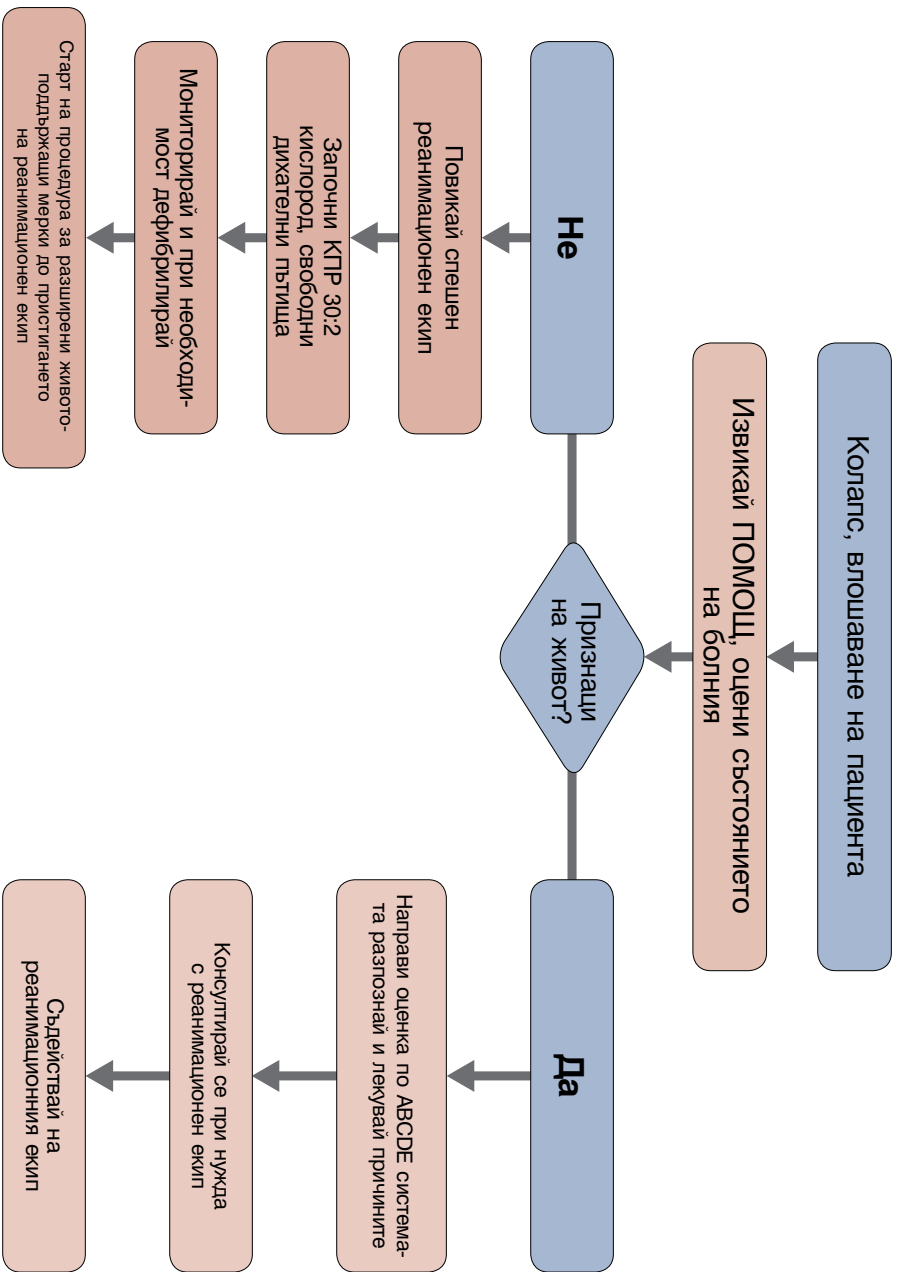 Колапс, влошаване на пациента
Извикай ПОМОЩ, оцени състоянието
на болния
Признаци
на живот?
Не
Повикай спешен
реанимационен екип
Започни КПР 30:2
кислород, свободни
дихателни пътища
Мониторирай и при необходи-
мост дефибрилирай
Старт на процедура за разширени живото-
поддържащи мерки до пристигането
на реанимационен екип
Да
Направи оценка по ABCDE система-
та разпознай и лекувай причините
Консултирай се при нужда
с реанимационен екип
Съдействай на
реанимационния екип